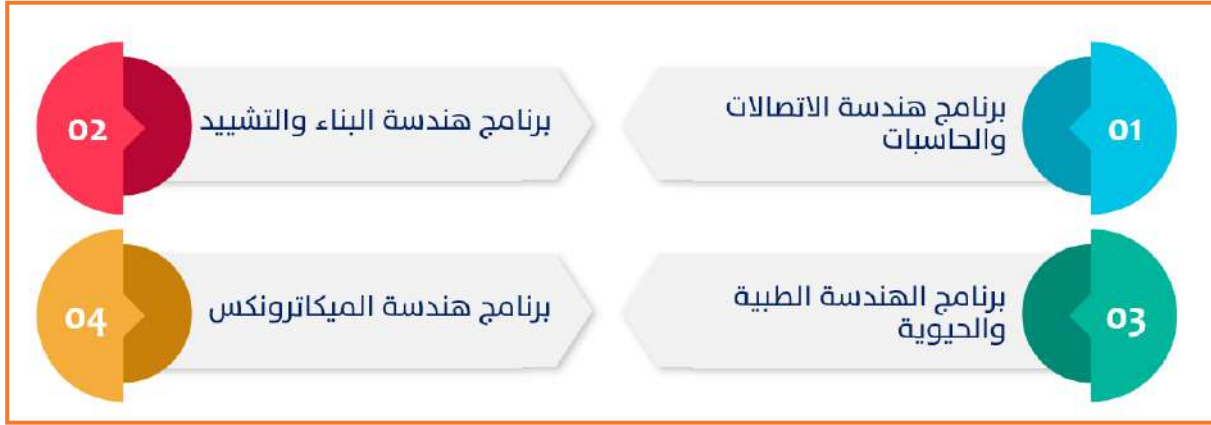 01
برنامج هندسة الاتصالات
والحاسبات
02
برنامج هندسة البناء والتشييد
03
برنامج الهندسة الطبية
والحيوية
04
برنامج هندسة الميكاترونكس